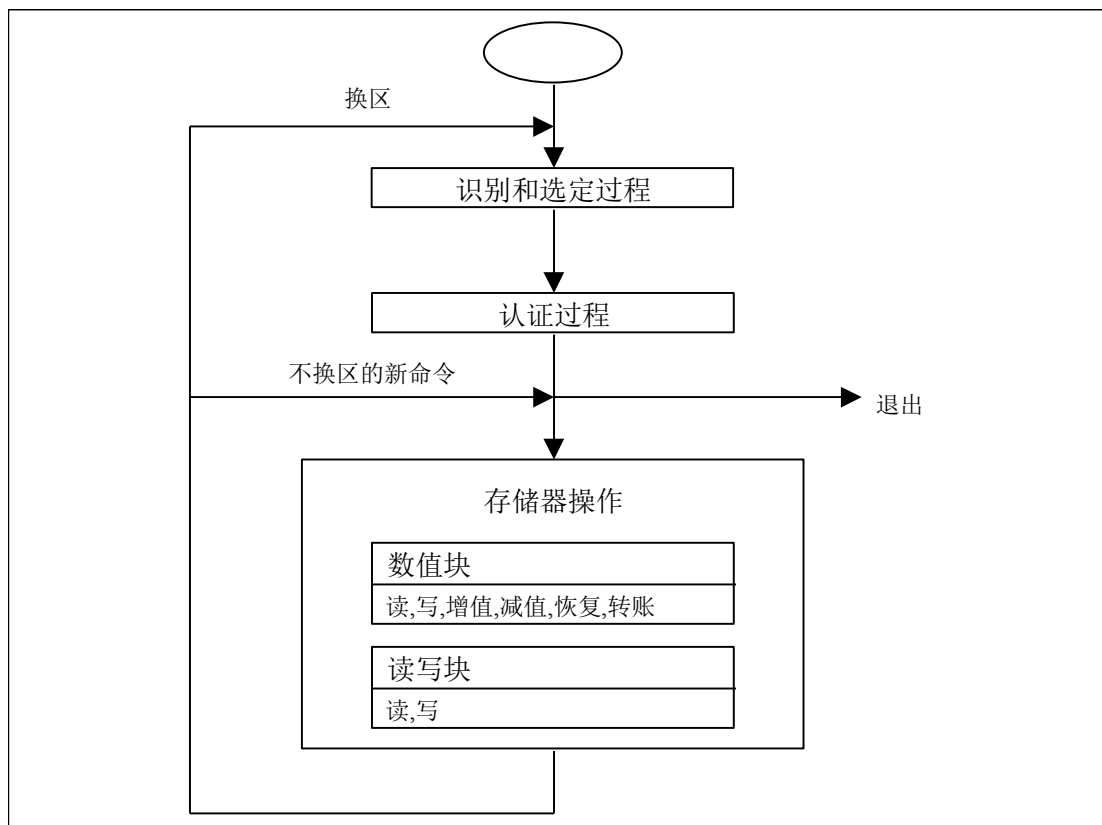 换区
识别和选定过程
认证过程
不换区的新命令
退出
存储器操作
数值块
读,写,增值,减值,恢复,转账
读写块
读,写